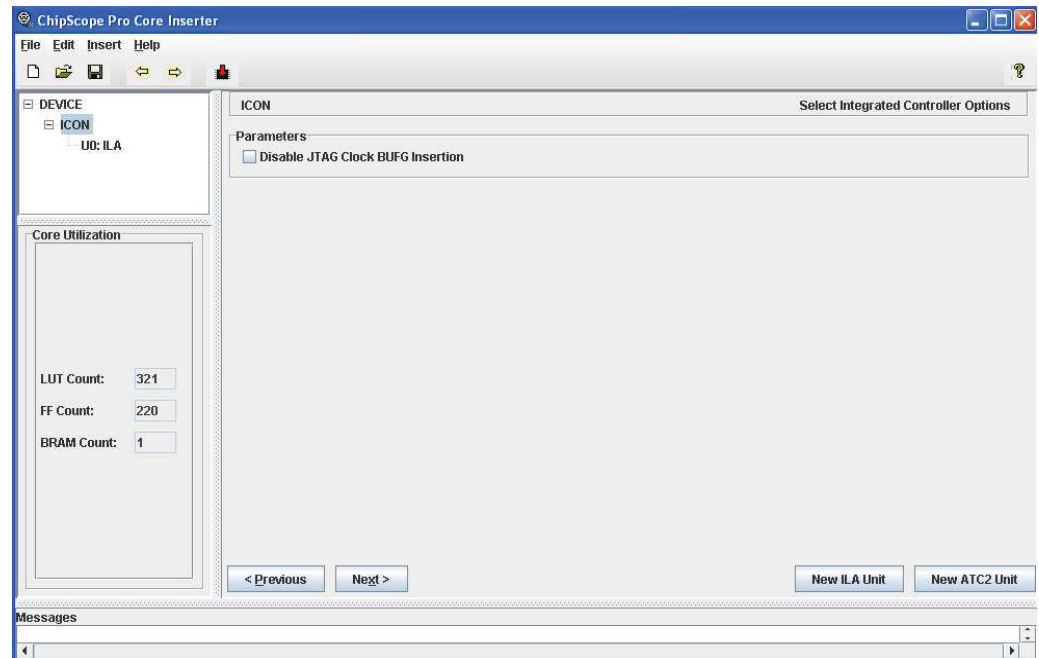 ChipScope Pro Core Inserter
File Edit Insert Help
DEVICE
ICON
U0: ILA
ICON
Select Integrated Controller Options
Parameters
Disable JTAG Clock BUFG Insertion
Core Utilization
LUT Count: 321
FF Count: 220
BRAM Count: 1
< Previous
Next >
New ILA Unit
New ATC2 Unit
Messages